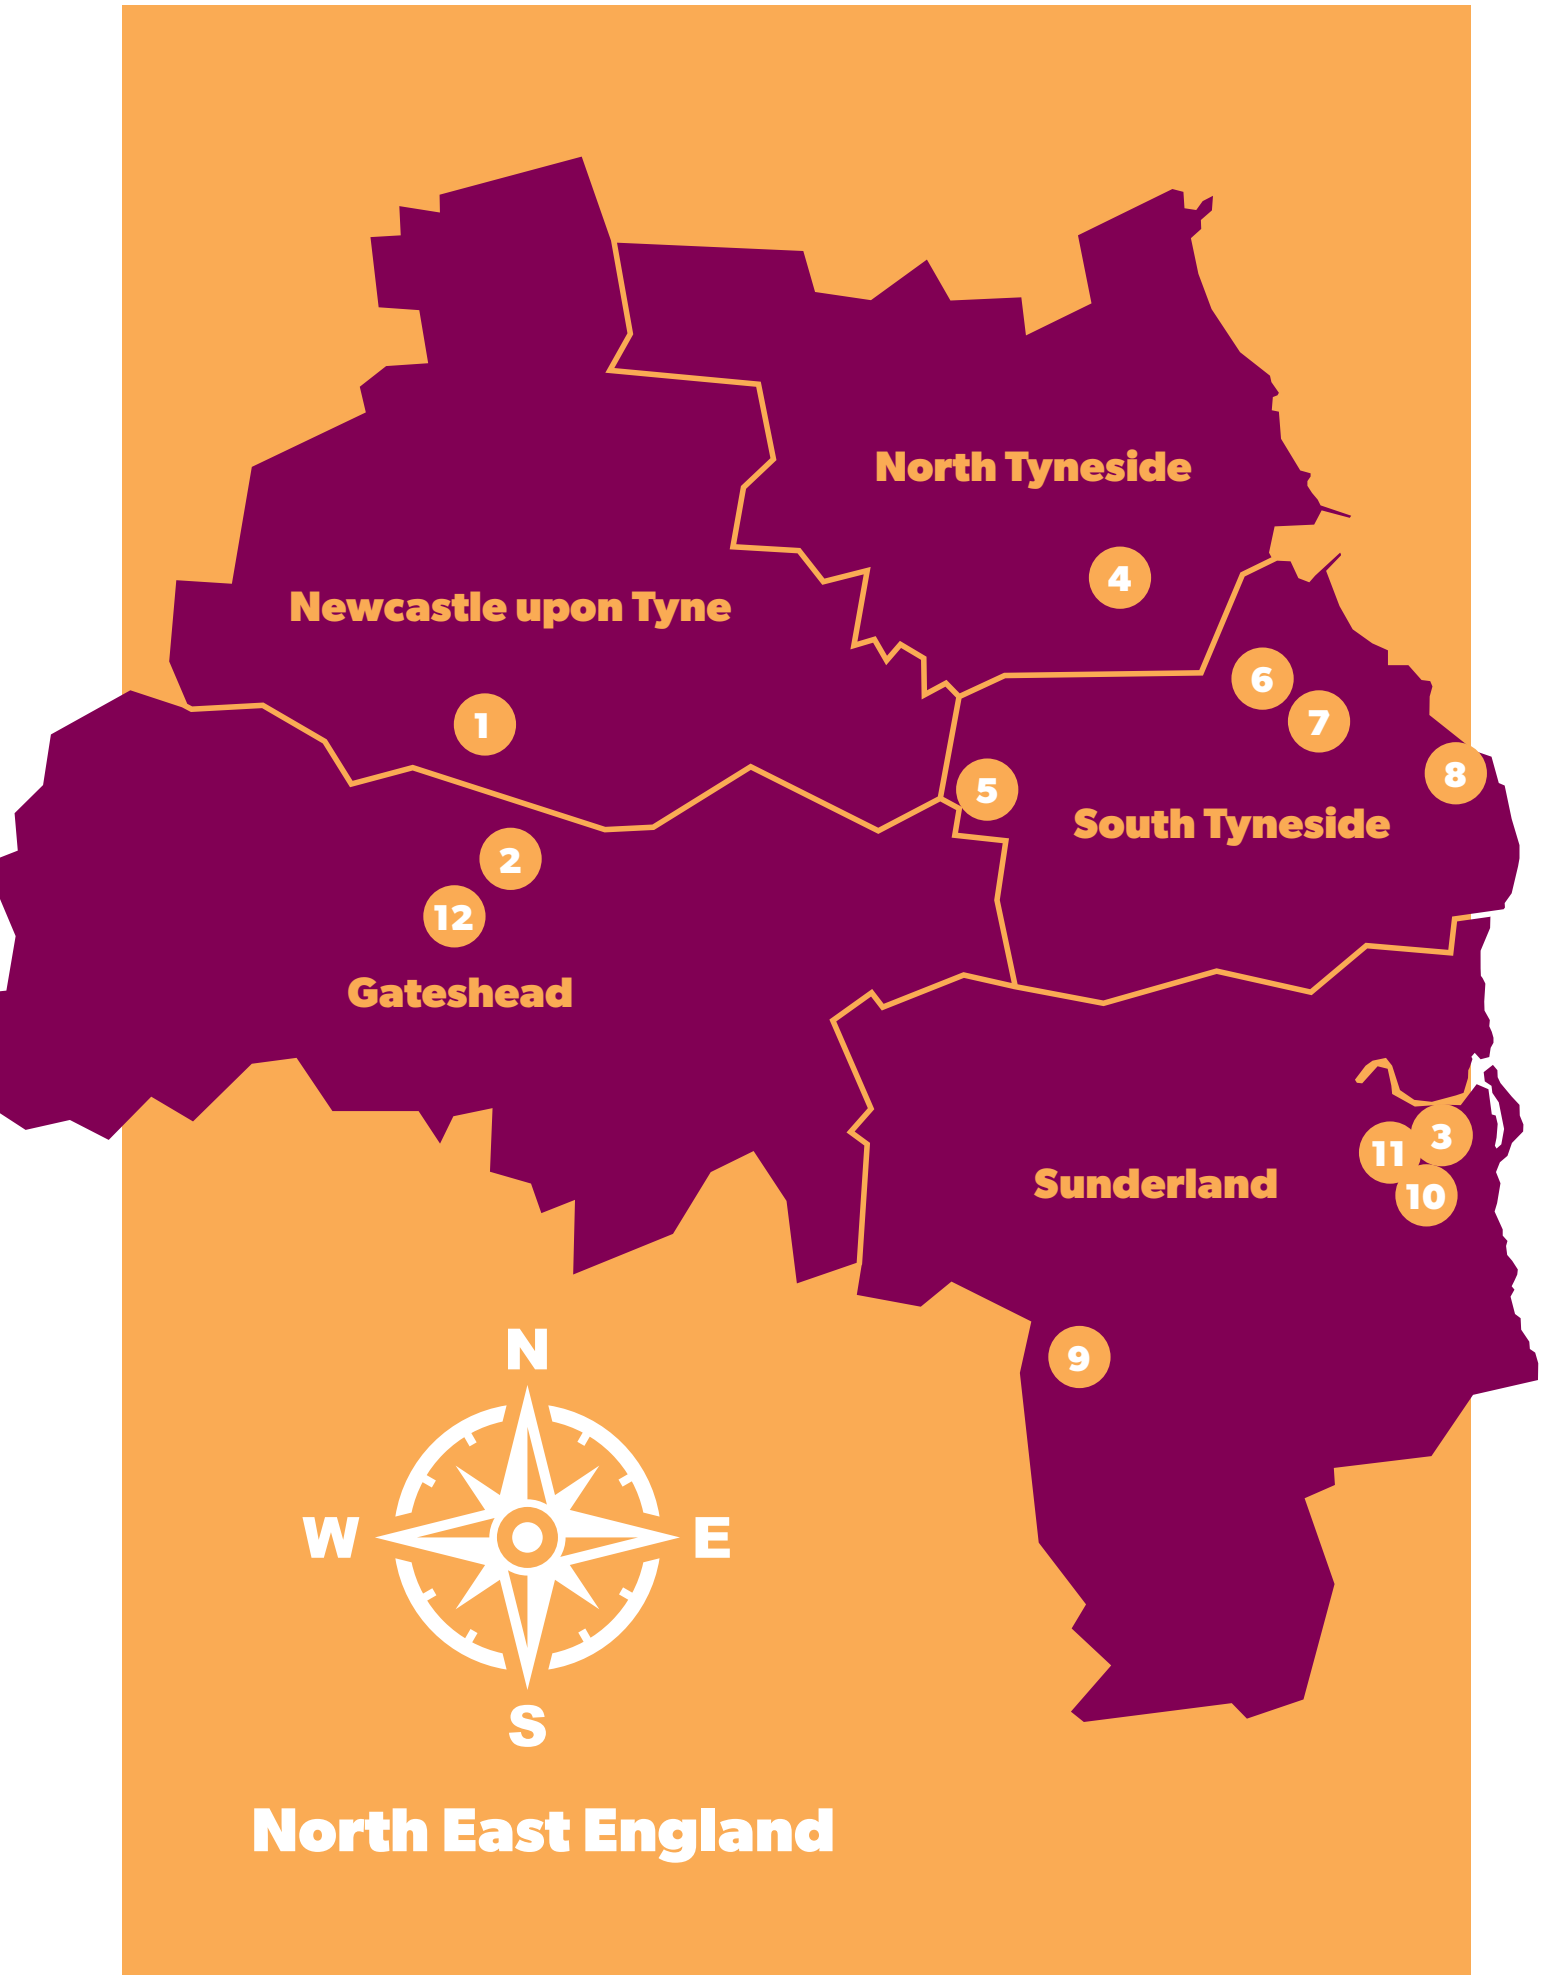 North Tyneside
4
Newcastle upon Tyne
6
7
1
8
5
South Tyneside
2
12
Gateshead
3
11
10
Sunderland
9
N
W
E
S
North East England